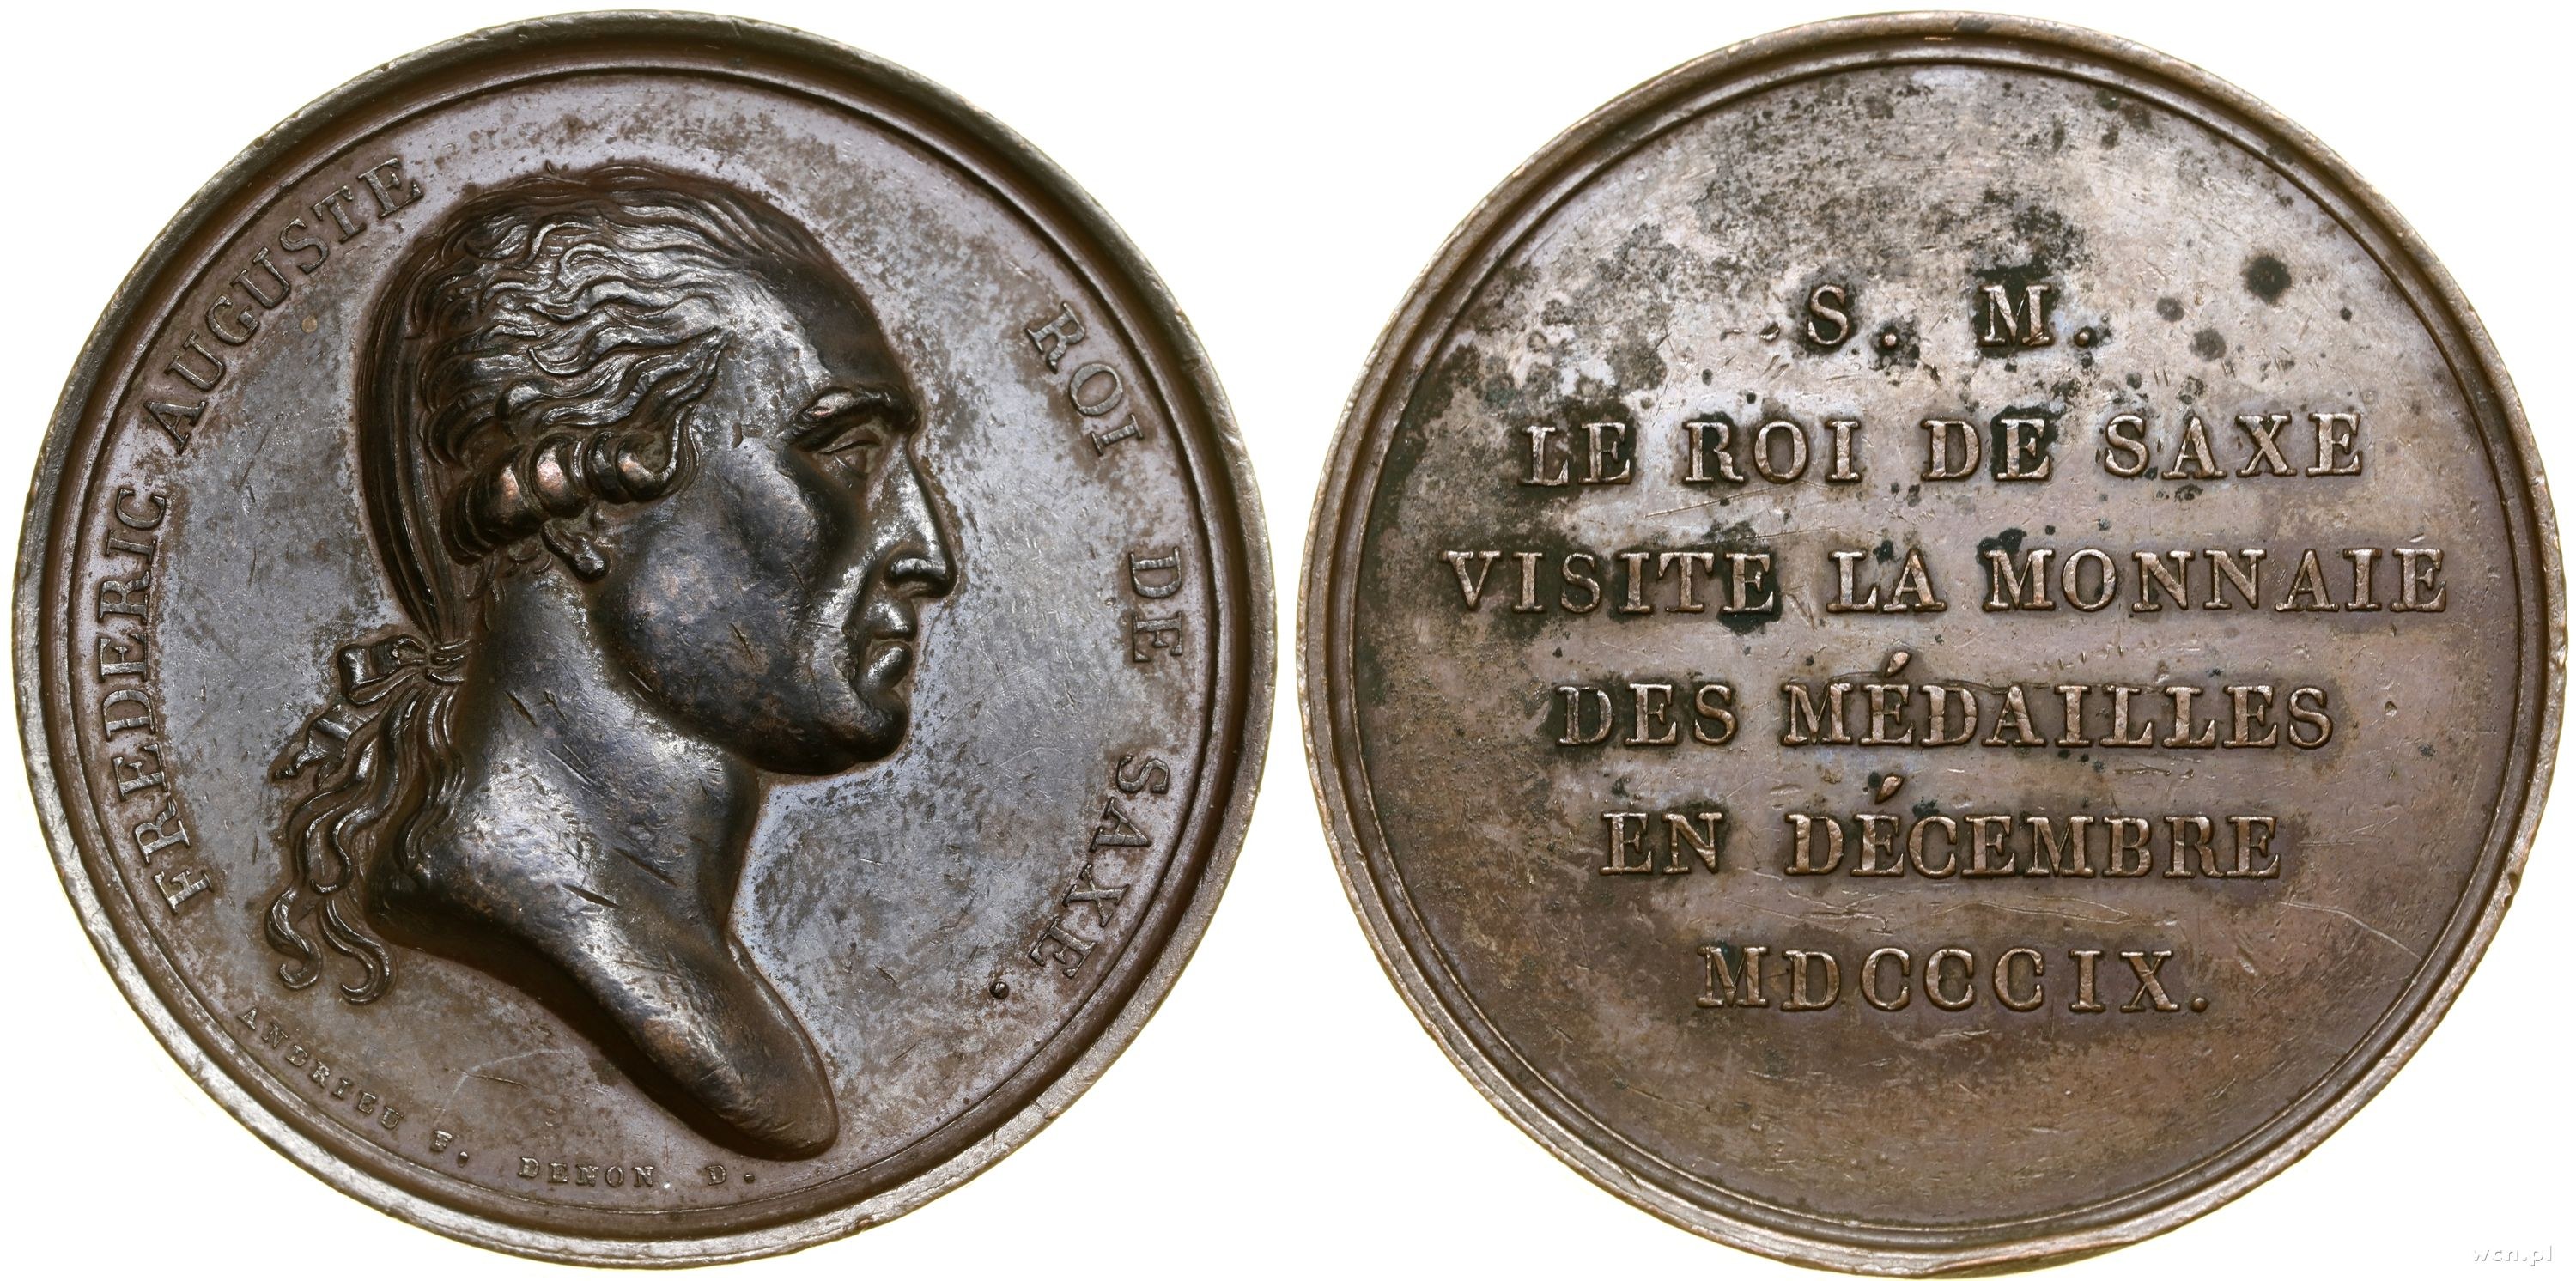 FREDERIC AUGUSTE ROI DE SAXE.
ANDRIEU F. DENON D.
S. M.
LE ROI DE SAXE
VISITE LA MONNAIE
DES MÉDAILLES
EN DÉCEMBRE
MDCCCIX.
wcn.pl